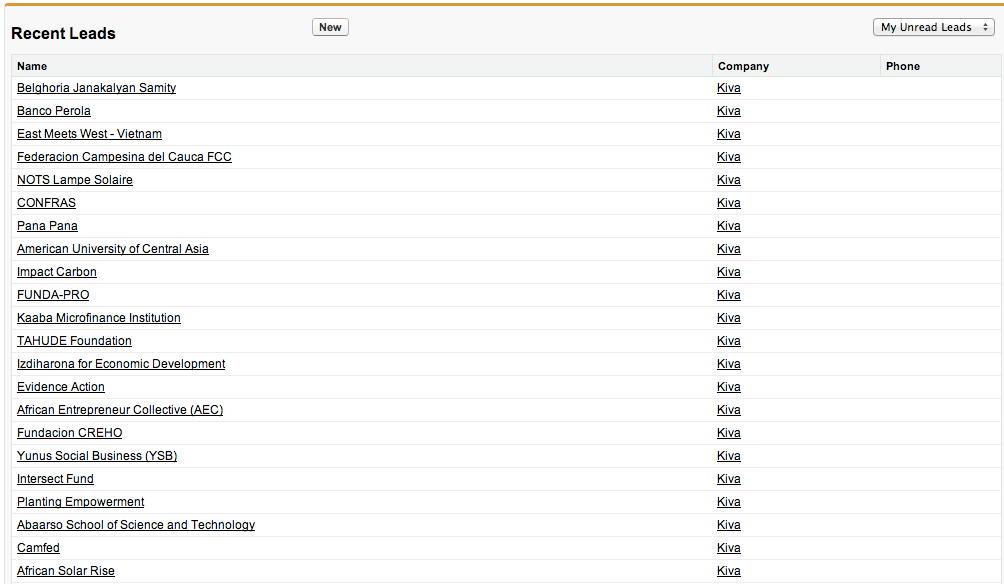 Recent Leads New My Unread Leads
Name Company Phone
Belghoria Janakalyan Samity Kiva
Banco Perola Kiva
East Meets West - Vietnam Kiva
Federacion Campesina del Cauca FCC Kiva
NOTS Lampe Solaire Kiva
CONFRAS Kiva
Pana Pana Kiva
American University of Central Asia Kiva
Impact Carbon Kiva
FUNDA-PRO Kiva
Kaaba Microfinance Institution Kiva
TAHUDE Foundation Kiva
Izdiharona for Economic Development Kiva
Evidence Action Kiva
African Entrepreneur Collective (AEC) Kiva
Fundacion CREHO Kiva
Yunus Social Business (YSB) Kiva
Intersect Fund Kiva
Planting Empowerment Kiva
Abaarso School of Science and Technology Kiva
Camfed Kiva
African Solar Rise Kiva